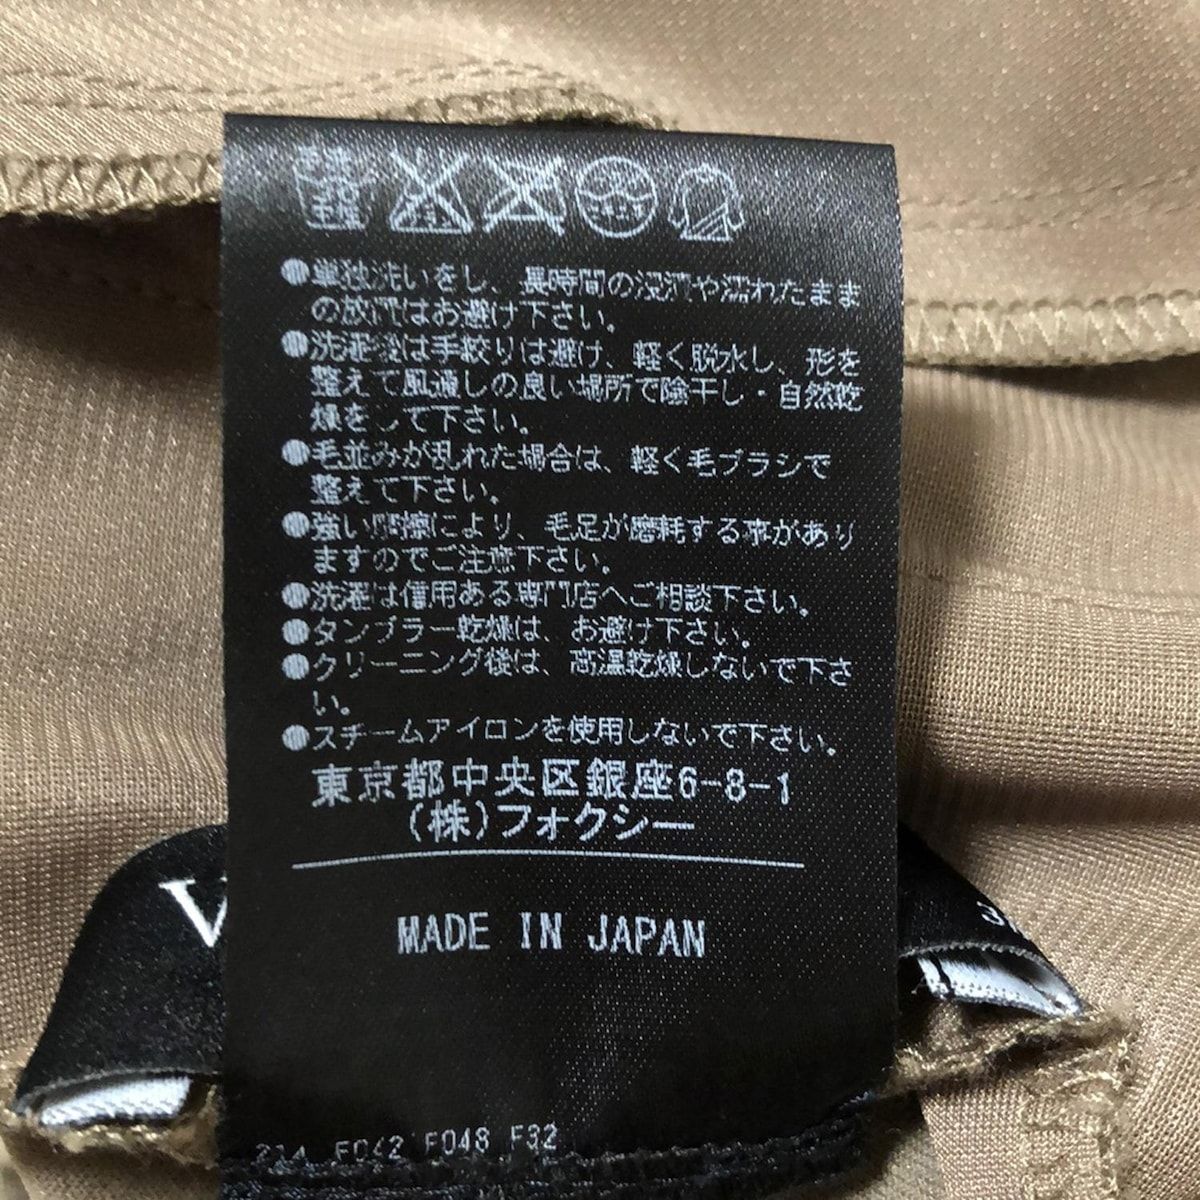 ●単独洗いをし、長時間の浸漬や濡れたまま
の放置はお避け下さい。
●洗濯後は手絞りは避け、軽く脱水し、形を
整えて風通しの良い場所で陰干し・自然乾
燥をして下さい。
●毛並みが乱れた場合は、軽く毛ブラシで
整えて下さい。
●強い摩擦により、毛足が磨耗する事があり
ますのでご注意下さい。
●洗濯は信用ある専門店へご相談下さい。
●タンブラー乾燥は、お避け下さい。
●クリーニング後は、高温乾燥しないで下さ
い。
●スチームアイロンを使用しないで下さい。
東京都中央区銀座6-8-1
(株)フォクシー
MADE IN JAPAN
V
3
F042 F048 F32